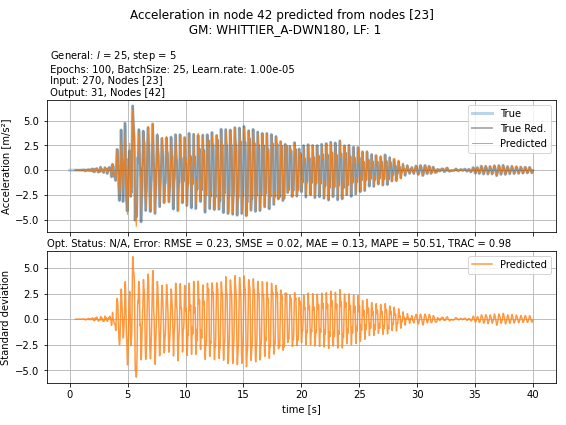 Acceleration in node 42 predicted from nodes [23]
GM: WHITTIER_A-DWN180, LF: 1
General: l = 25, step = 5
Epochs: 100, BatchSize: 25, Learn.rate: 1.00e-05
Input: 270, Nodes [23]
Output: 31, Nodes [42]
Acceleration [m/s²]
5.0
2.5
0.0
−2.5
−5.0
True
True Red.
Predicted
Opt. Status: N/A, Error: RMSE = 0.23, SMSE = 0.02, MAE = 0.13, MAPE = 50.51, TRAC = 0.98
Standard deviation
5.0
2.5
0.0
−2.5
−5.0
Predicted
0 5 10 15 20 25 30 35 40
time [s]